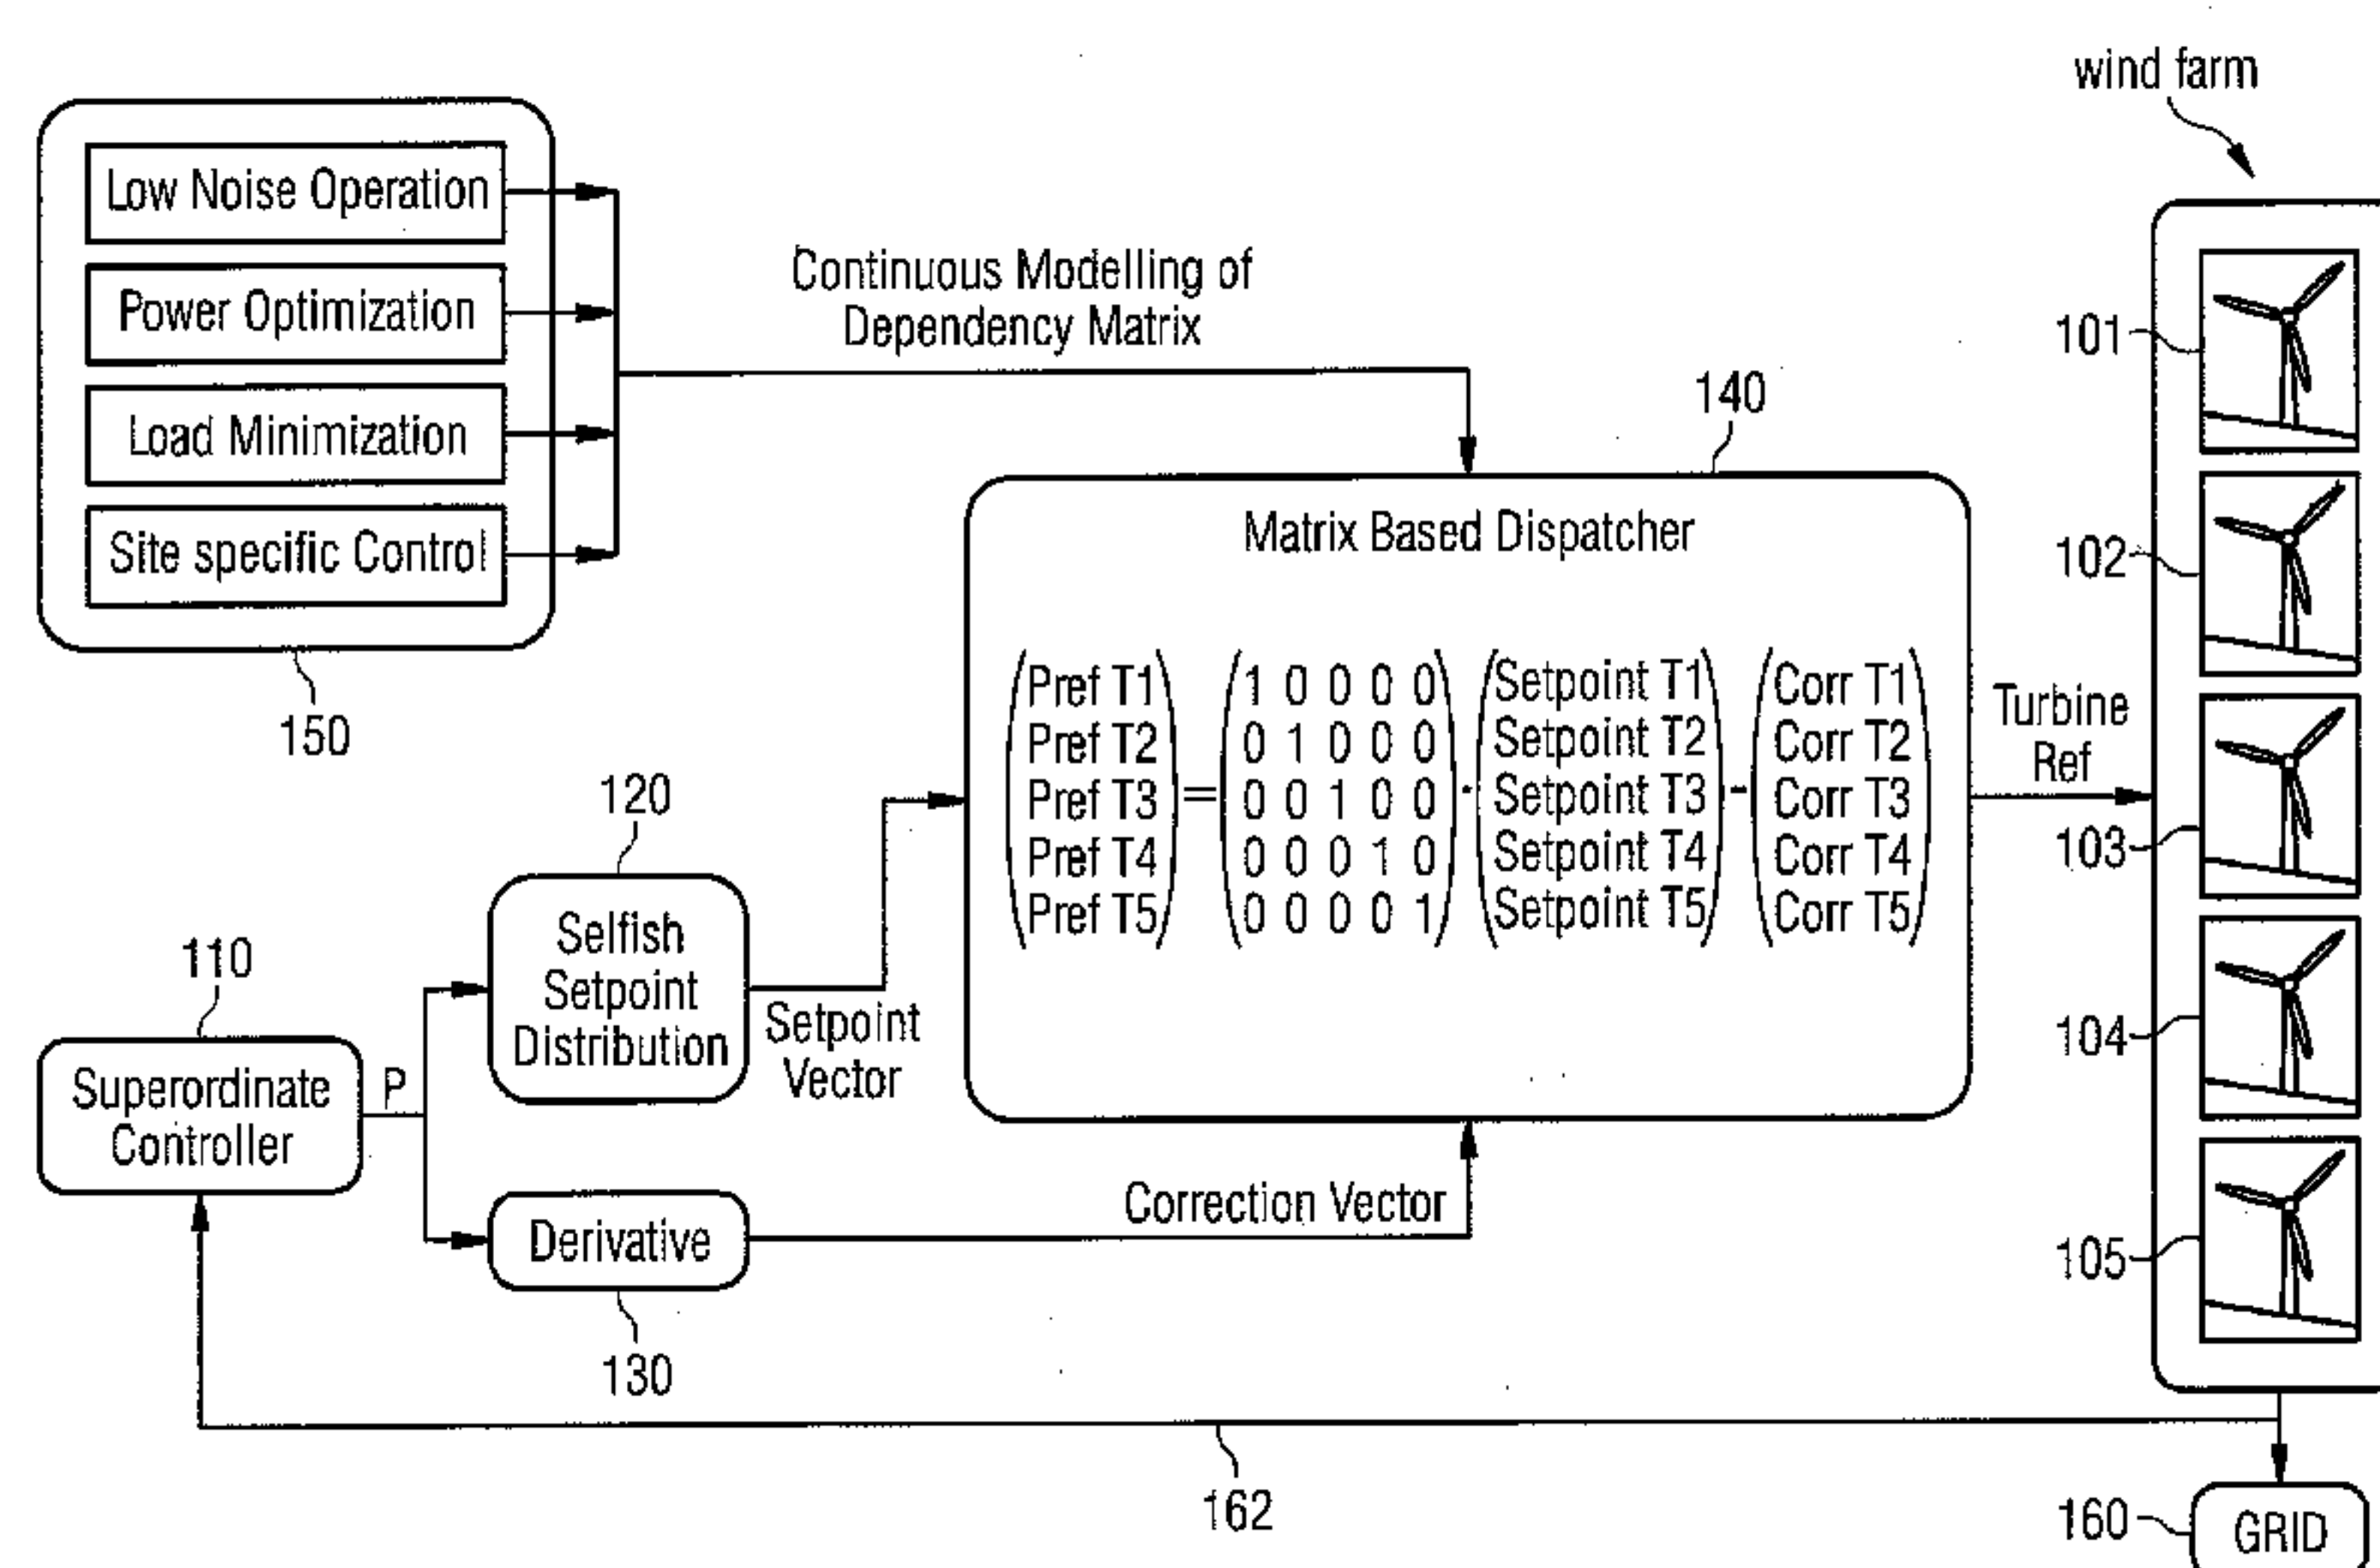 wind farm
Low Noise Operation
Power Optimization
Load Minimization
Site specific Control
150
Continuous Modelling of
Dependency Matrix
140
Matrix Based Dispatcher
Pref T1 1 0 0 0 0 Setpoint T1 Corr T1
Pref T2 0 1 0 0 0 Setpoint T2 Corr T2
Pref T3 = 0 0 1 0 0 · Setpoint T3 - Corr T3
Pref T4 0 0 0 1 0 Setpoint T4 Corr T4
Pref T5 0 0 0 0 1 Setpoint T5 Corr T5
Turbine
Ref
101
102
103
104
105
120
Selfish
Setpoint
Distribution
Setpoint
Vector
110
Superordinate
Controller
P
Derivative
130
Correction Vector
162
160
GRID